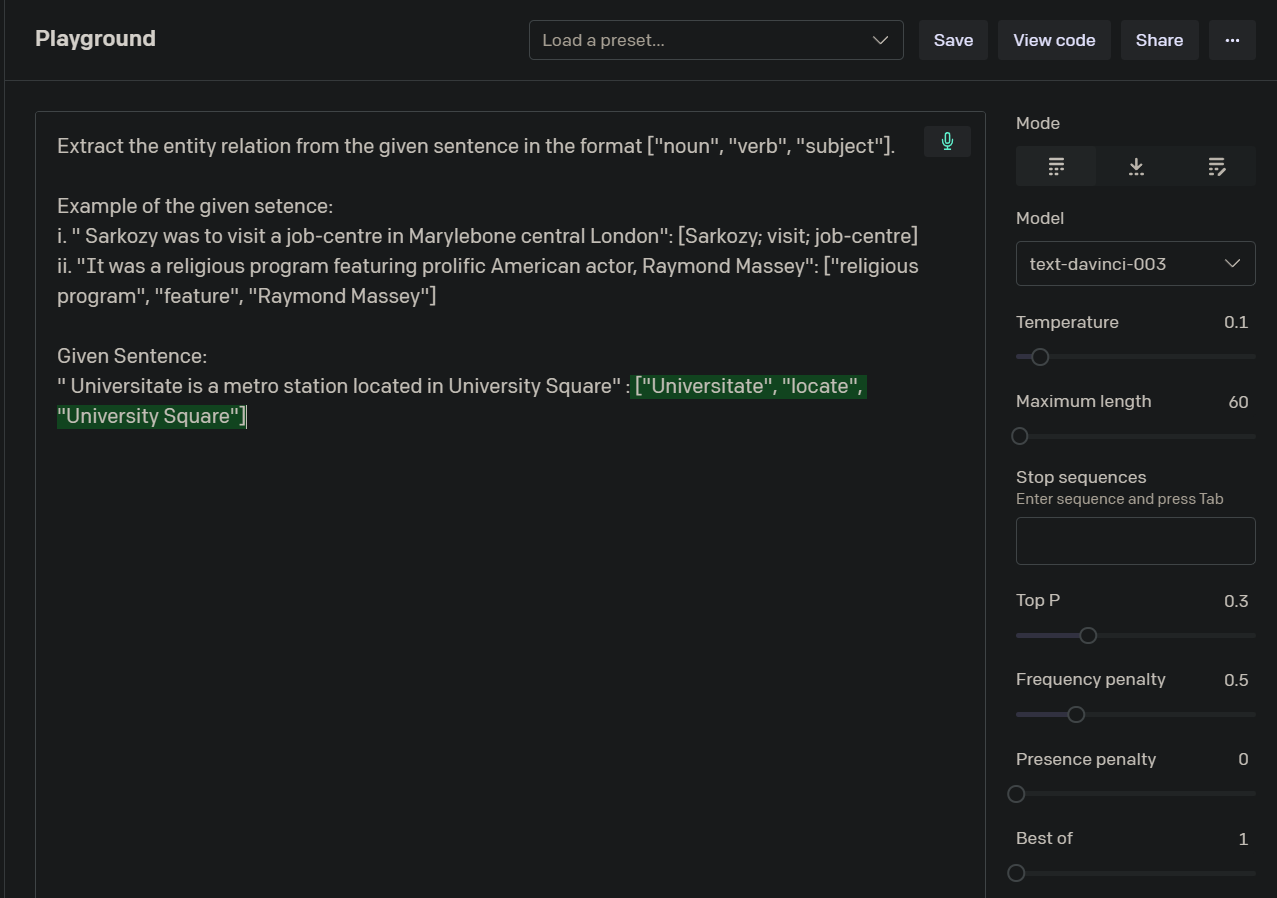 Playground
Load a preset...
Save
View code
Share
...
Extract the entity relation from the given sentence in the format ["noun", "verb", "subject"].
Example of the given setence:
i. " Sarkozy was to visit a job-centre in Marylebone central London": [Sarkozy; visit; job-centre]
ii. "It was a religious program featuring prolific American actor, Raymond Massey": ["religious
program", "feature", "Raymond Massey"]
Given Sentence:
" Universitate is a metro station located in University Square" : ["Universitate", "locate",
"University Square"]
Mode
Model
text-davinci-003
Temperature 0.1
Maximum length 60
Stop sequences
Enter sequence and press Tab
Top P 0.3
Frequency penalty 0.5
Presence penalty 0
Best of 1